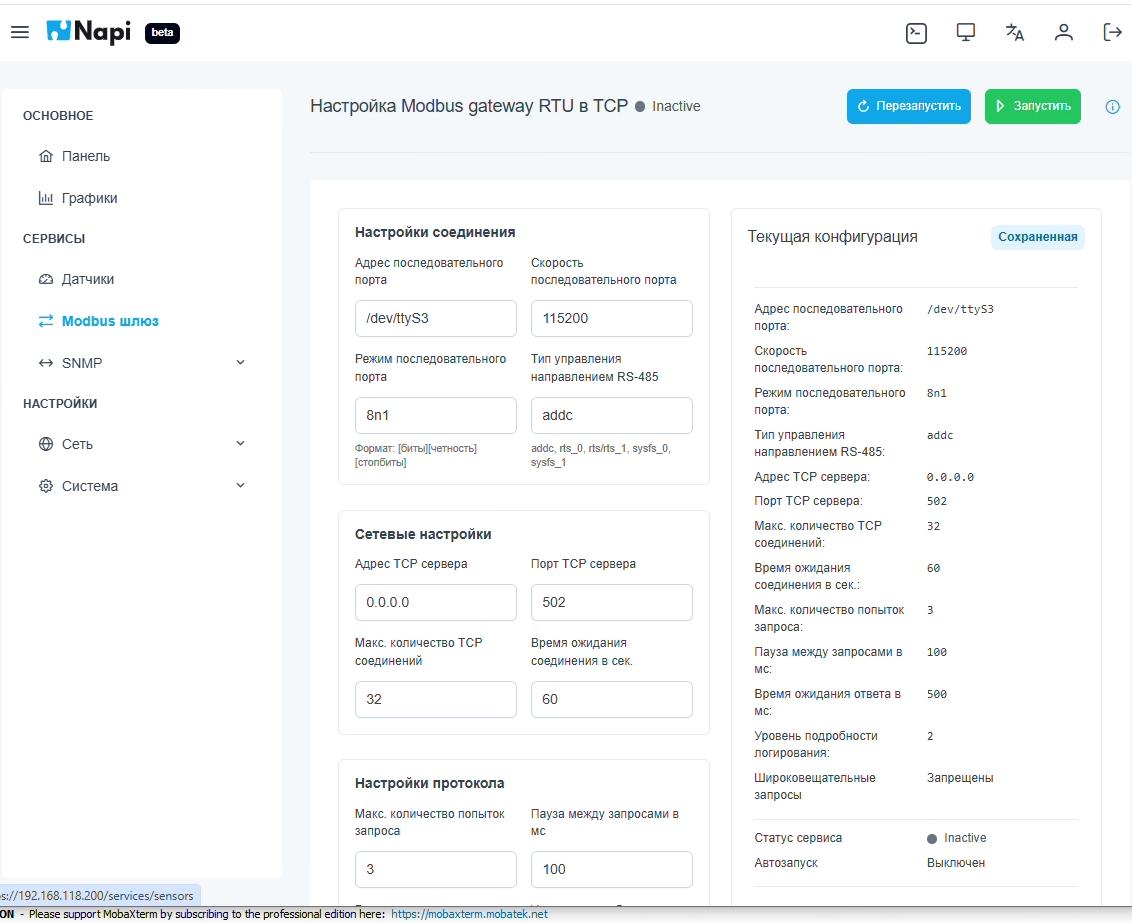 Napi
beta
ОСНОВНОЕ
Панель
Графики
СЕРВИСЫ
Датчики
Modbus шлюз
SNMP
НАСТРОЙКИ
Сеть
Система
Настройка Modbus gateway RTU в TCP
Inactive
Перезапустить
Запустить
Настройки соединения
Адрес последовательного
порта
/dev/ttyS3
Скорость
последовательного порта
115200
Режим последовательного
порта
8n1
Формат: [биты][четность]
[стопбиты]
Тип управления
направлением RS-485
addc
addc, rts_0, rts/rts_1, sysfs_0,
sysfs_1
Сетевые настройки
Адрес TCP сервера
0.0.0.0
Порт TCP сервера
502
Макс. количество TCP
соединений
32
Время ожидания
соединения в сек.
60
Настройки протокола
Макс. количество попыток
запроса
3
Пауза между запросами в
мс
100
Текущая конфигурация
Сохраненная
Адрес последовательного
порта:
/dev/ttyS3
Скорость
последовательного порта:
115200
Режим последовательного
порта:
8n1
Тип управления
направлением RS-485:
addc
Адрес TCP сервера:
0.0.0.0
Порт TCP сервера:
502
Макс. количество TCP
соединений:
32
Время ожидания
соединения в сек.:
60
Макс. количество попыток
запроса:
3
Пауза между запросами в
мс:
100
Время ожидания ответа в
мс:
500
Уровень подробности
логирования:
2
Широковещательные
запросы
Запрещены
Статус сервиса
Inactive
Автозапуск
Выключен
s://192.168.118.200/services/sensors
ON - Please support MobaXterm by subscribing to the professional edition here: https://mobaxterm.mobatek.net